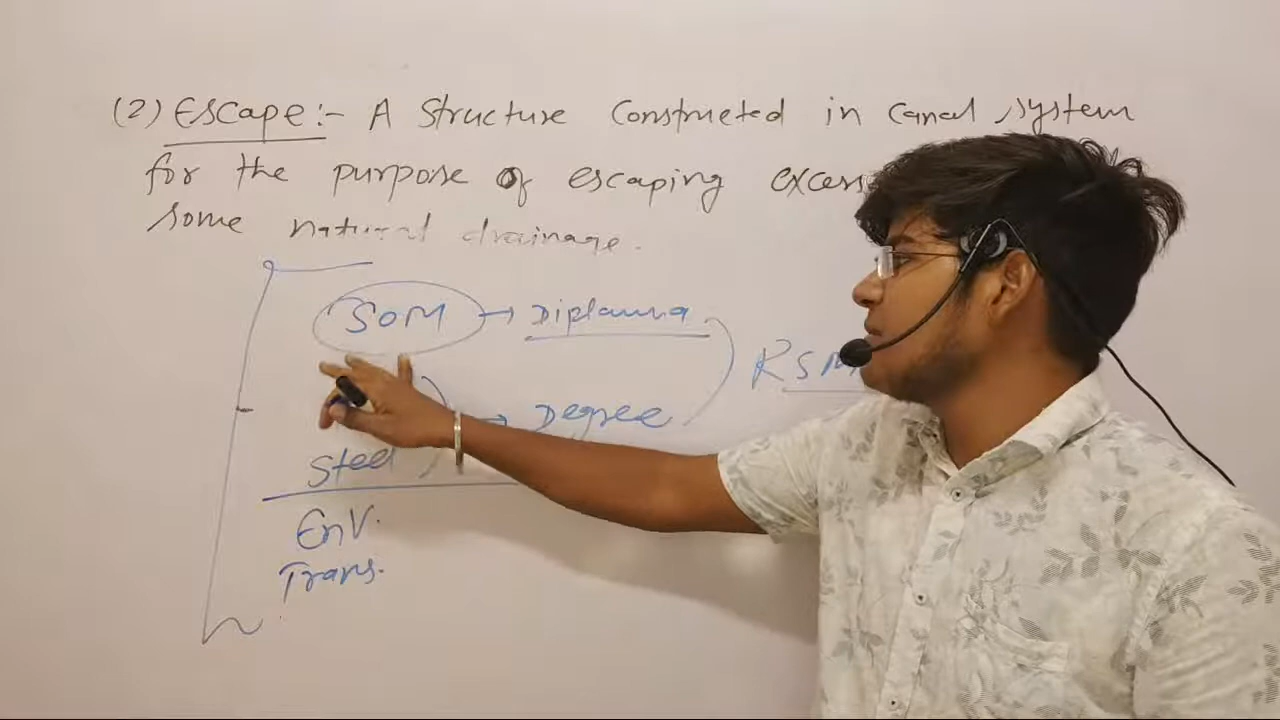 (2) Escape:- A structure constructed in canal system
for the purpose of escaping excess
some natural drainage.
SOM → Diploma
→ Degree
Steel
Env.
Trans.